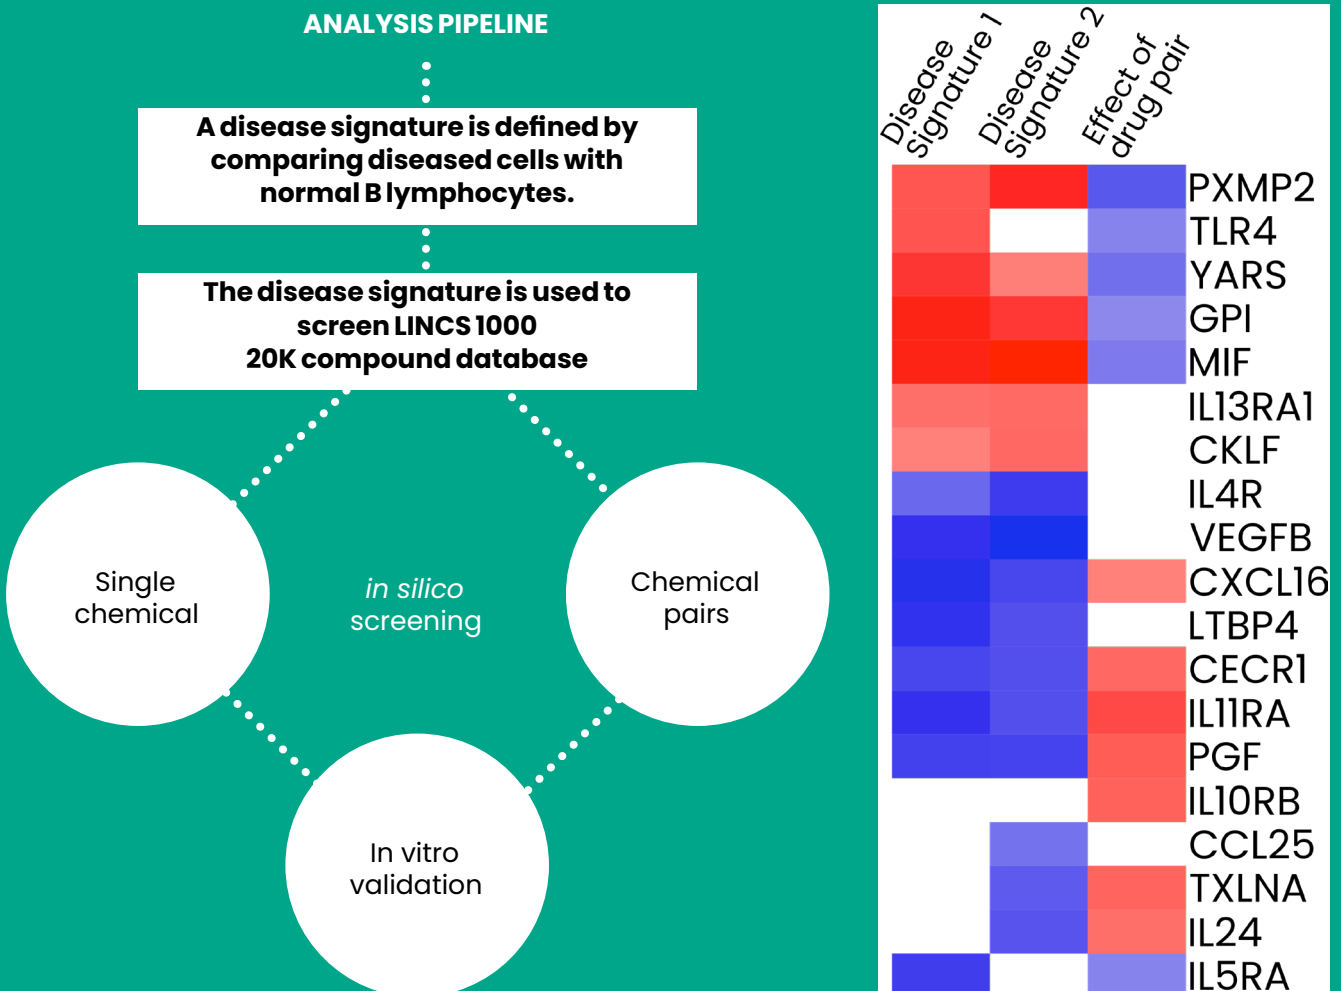 ANALYSIS PIPELINE
A disease signature is defined by
comparing diseased cells with
normal B lymphocytes.
The disease signature is used to
screen LINCS 1000
20K compound database
Single
chemical
in silico
screening
Chemical
pairs
In vitro
validation
Disease
Signature 1
Disease
Signature 2
Effect of
drug pair
PXMP2
TLR4
YARS
GPI
MIF
IL13RA1
CKLF
IL4R
VEGFB
CXCL16
LTBP4
CECR1
IL11RA
PGF
IL10RB
CCL25
TXLNA
IL24
IL5RA